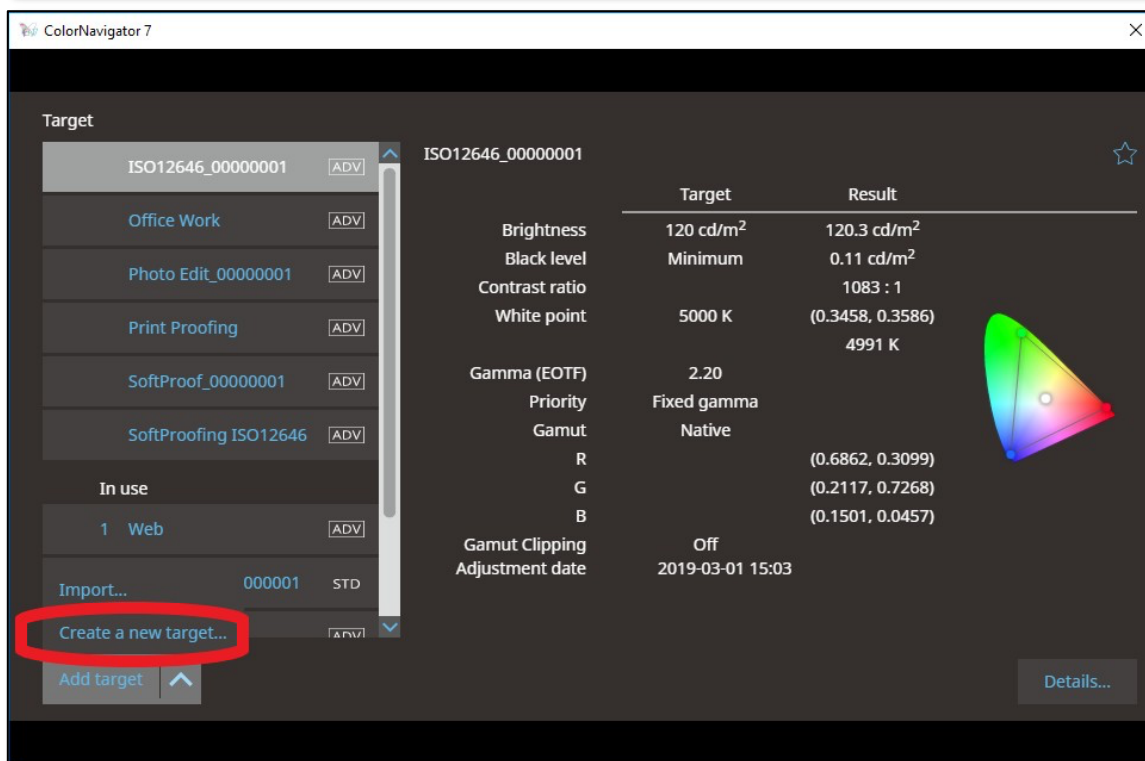 ColorNavigator 7
Target
ISO12646_00000001 ADV
Office Work ADV
Photo Edit_00000001 ADV
Print Proofing ADV
SoftProof_00000001 ADV
SoftProofing ISO12646 ADV
In use
1 Web ADV
Import... 000001 STD
Create a new target... ADV
Add target
ISO12646_00000001
Target Result
Brightness 120 cd/m² 120.3 cd/m²
Black level Minimum 0.11 cd/m²
Contrast ratio 1083 : 1
White point 5000 K (0.3458, 0.3586)
4991 K
Gamma (EOTF) 2.20
Priority Fixed gamma
Gamut Native
R (0.6862, 0.3099)
G (0.2117, 0.7268)
B (0.1501, 0.0457)
Gamut Clipping Off
Adjustment date 2019-03-01 15:03
Details...